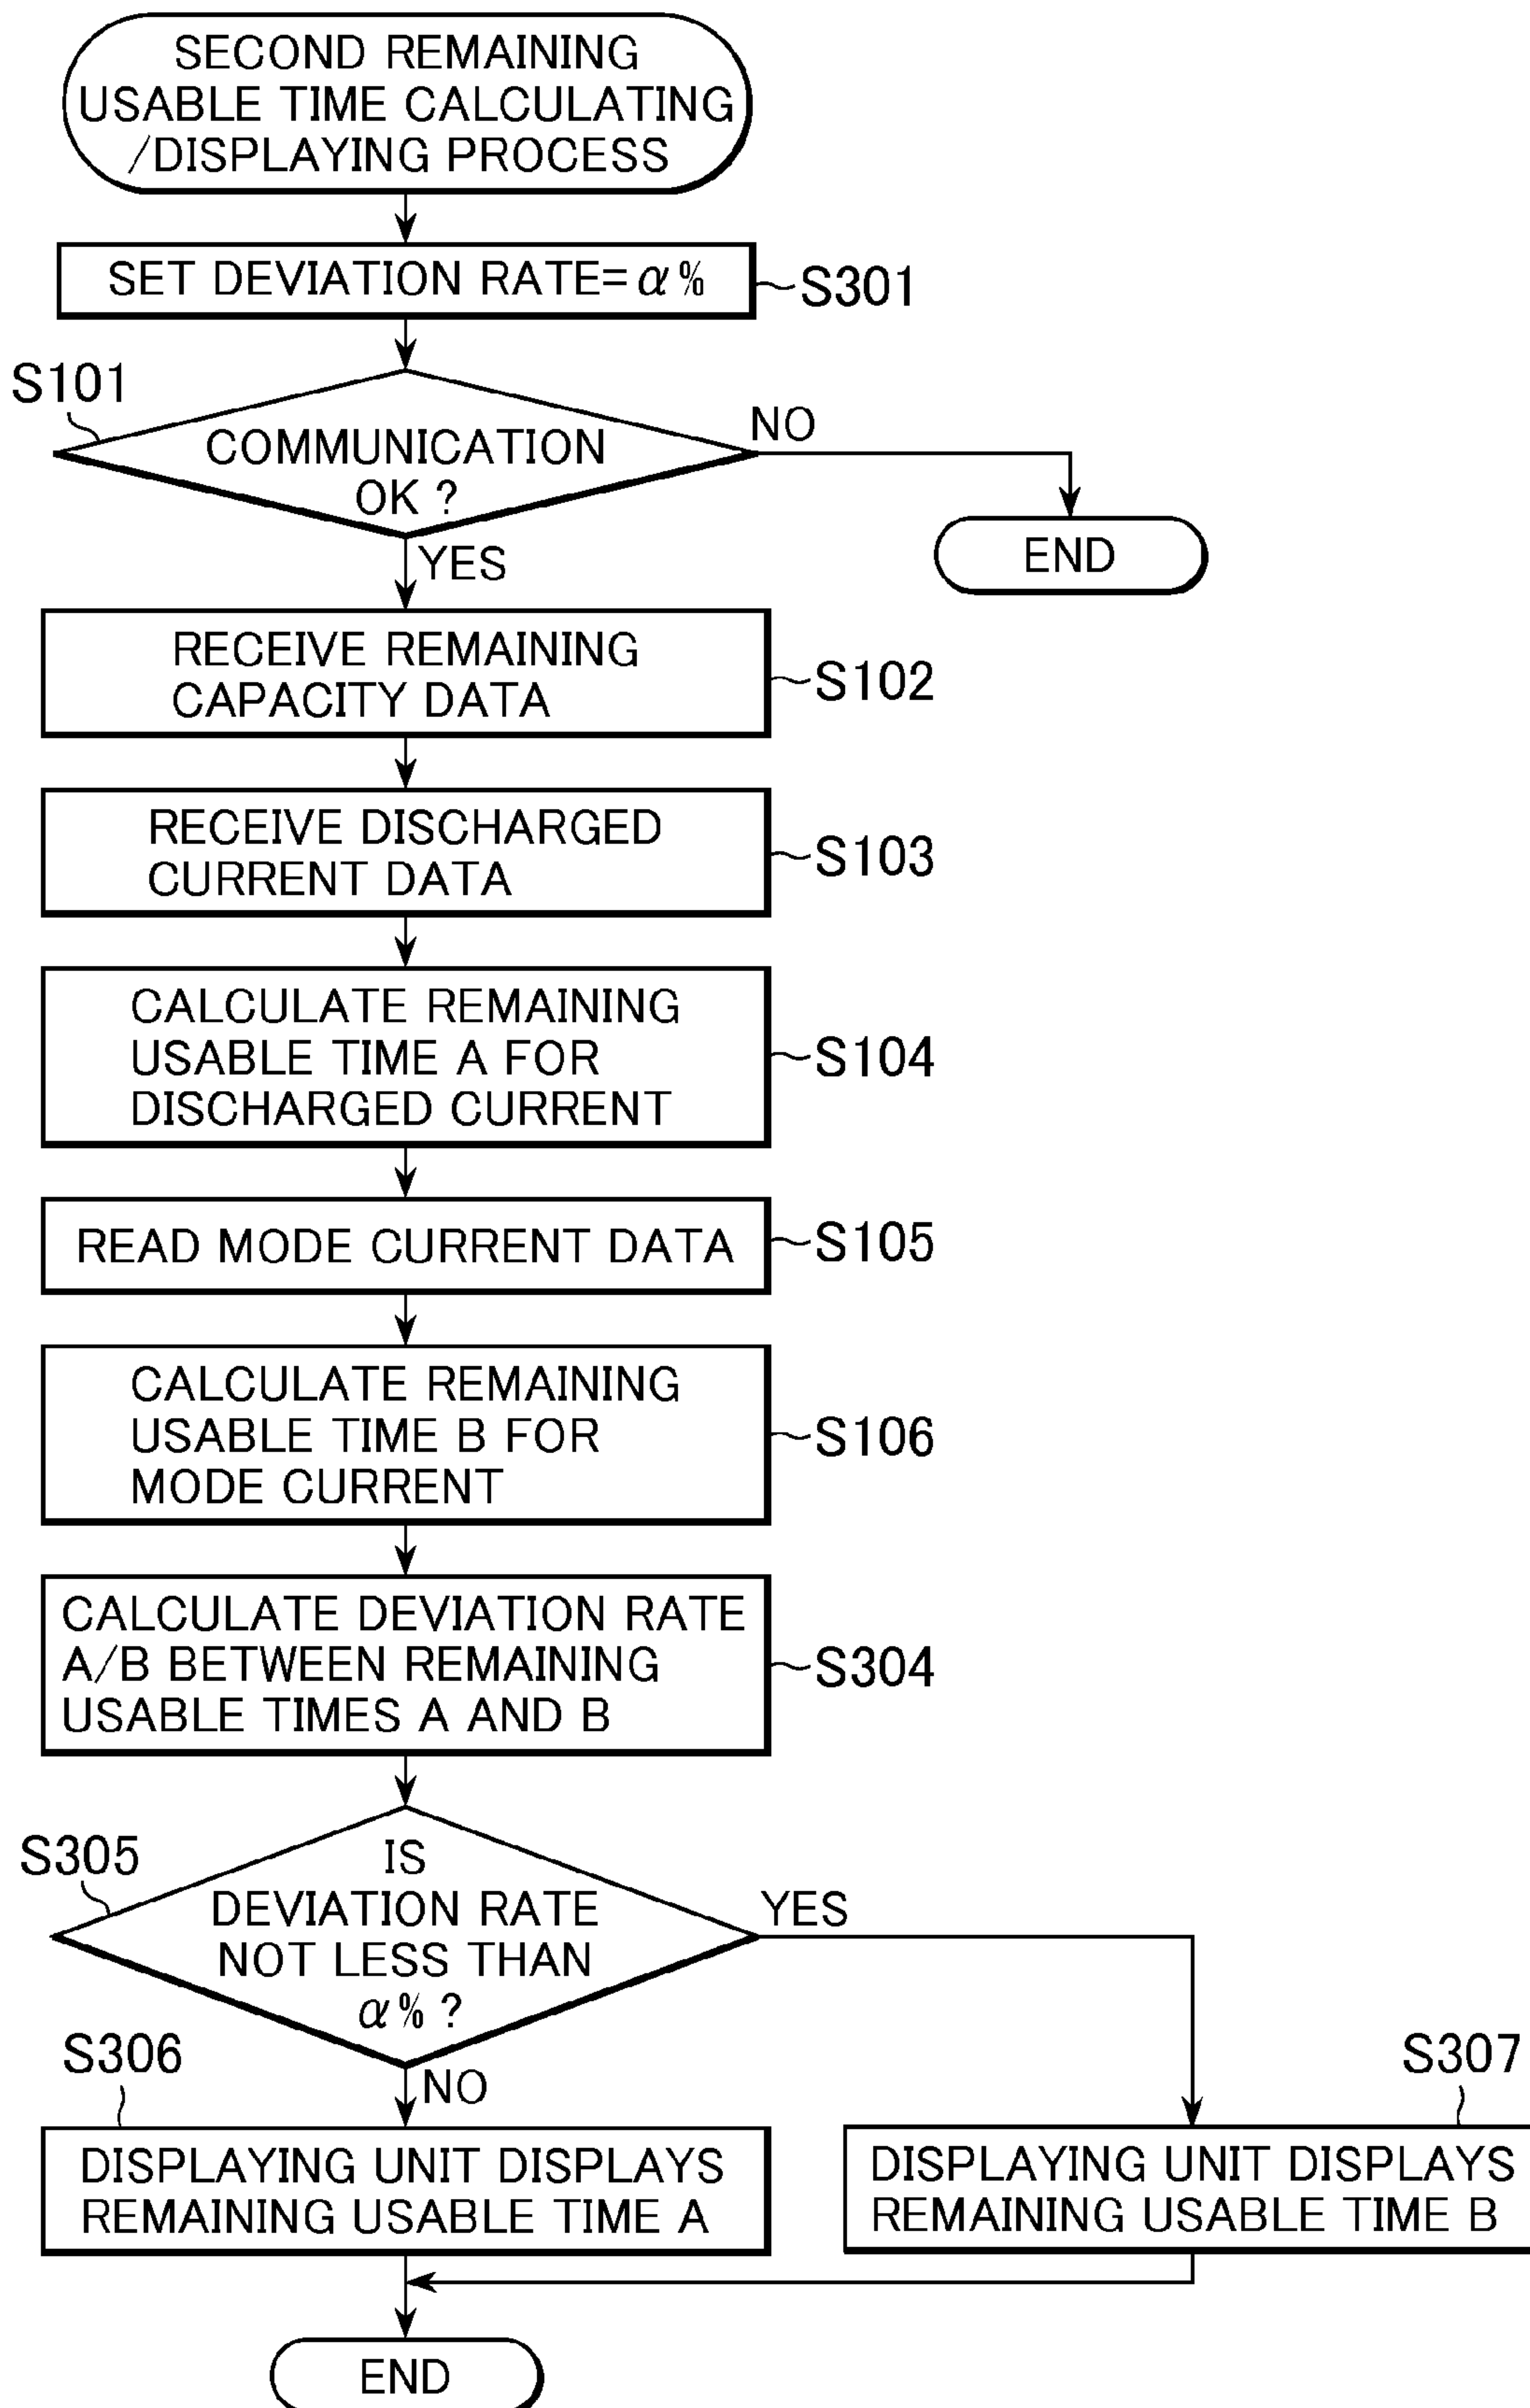 SECOND REMAINING
USABLE TIME CALCULATING
/DISPLAYING PROCESS
SET DEVIATION RATE=α%
S301
S101
COMMUNICATION
OK ?
NO
END
YES
RECEIVE REMAINING
CAPACITY DATA
S102
RECEIVE DISCHARGED
CURRENT DATA
S103
CALCULATE REMAINING
USABLE TIME A FOR
DISCHARGED CURRENT
S104
READ MODE CURRENT DATA
S105
CALCULATE REMAINING
USABLE TIME B FOR
MODE CURRENT
S106
CALCULATE DEVIATION RATE
A/B BETWEEN REMAINING
USABLE TIMES A AND B
S304
S305
IS
DEVIATION RATE
NOT LESS THAN
α% ?
YES
NO
S306
DISPLAYING UNIT DISPLAYS
REMAINING USABLE TIME A
S307
DISPLAYING UNIT DISPLAYS
REMAINING USABLE TIME B
END